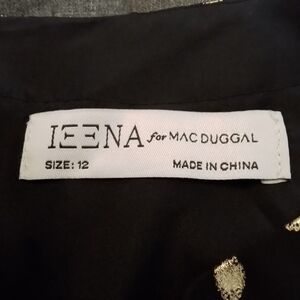 IEENA for MAC DUGGAL
SIZE: 12 MADE IN CHINA